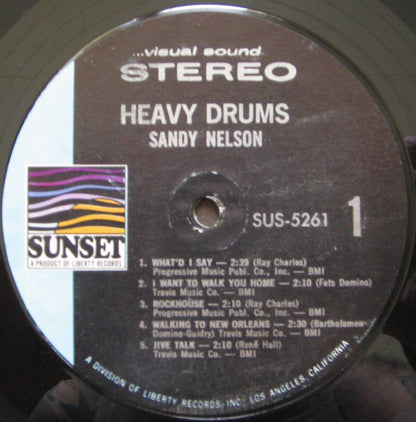 ...visual sound
STEREO
HEAVY DRUMS
SANDY NELSON
SUNSET
A PRODUCT OF LIBERTY RECORDS
SUS-5261
1
1. WHAT'D I SAY — 2:39 (Ray Charles)
Progressive Music Publ. Co., Inc. — BMI
2. I WANT TO WALK YOU HOME — 2:10 (Fats Domino)
Travis Music Co. — BMI
3. ROCKHOUSE — 2:10 (Ray Charles)
Progressive Music Publ. Co., Inc. — BMI
4. WALKING TO NEW ORLEANS — 2:30 (Bartholomew-
Domino-Guidry) Travis Music Co. — BMI
5. JIVE TALK — 2:10 (René Hall)
Travis Music Co. — BMI
A DIVISION OF LIBERTY RECORDS, INC., LOS ANGELES, CALIFORNIA